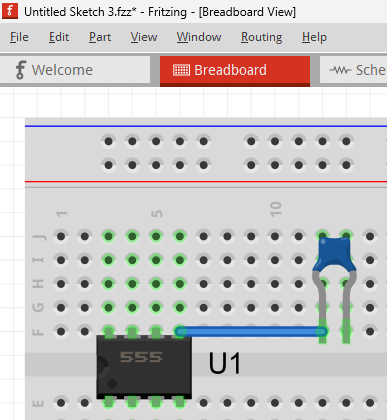 Untitled Sketch 3.fzz* - Fritzing - [Breadboard View]
File Edit Part View Window Routing Help
Welcome Breadboard Sche
1 5 10
J
I
H
G
F
555 U1
E